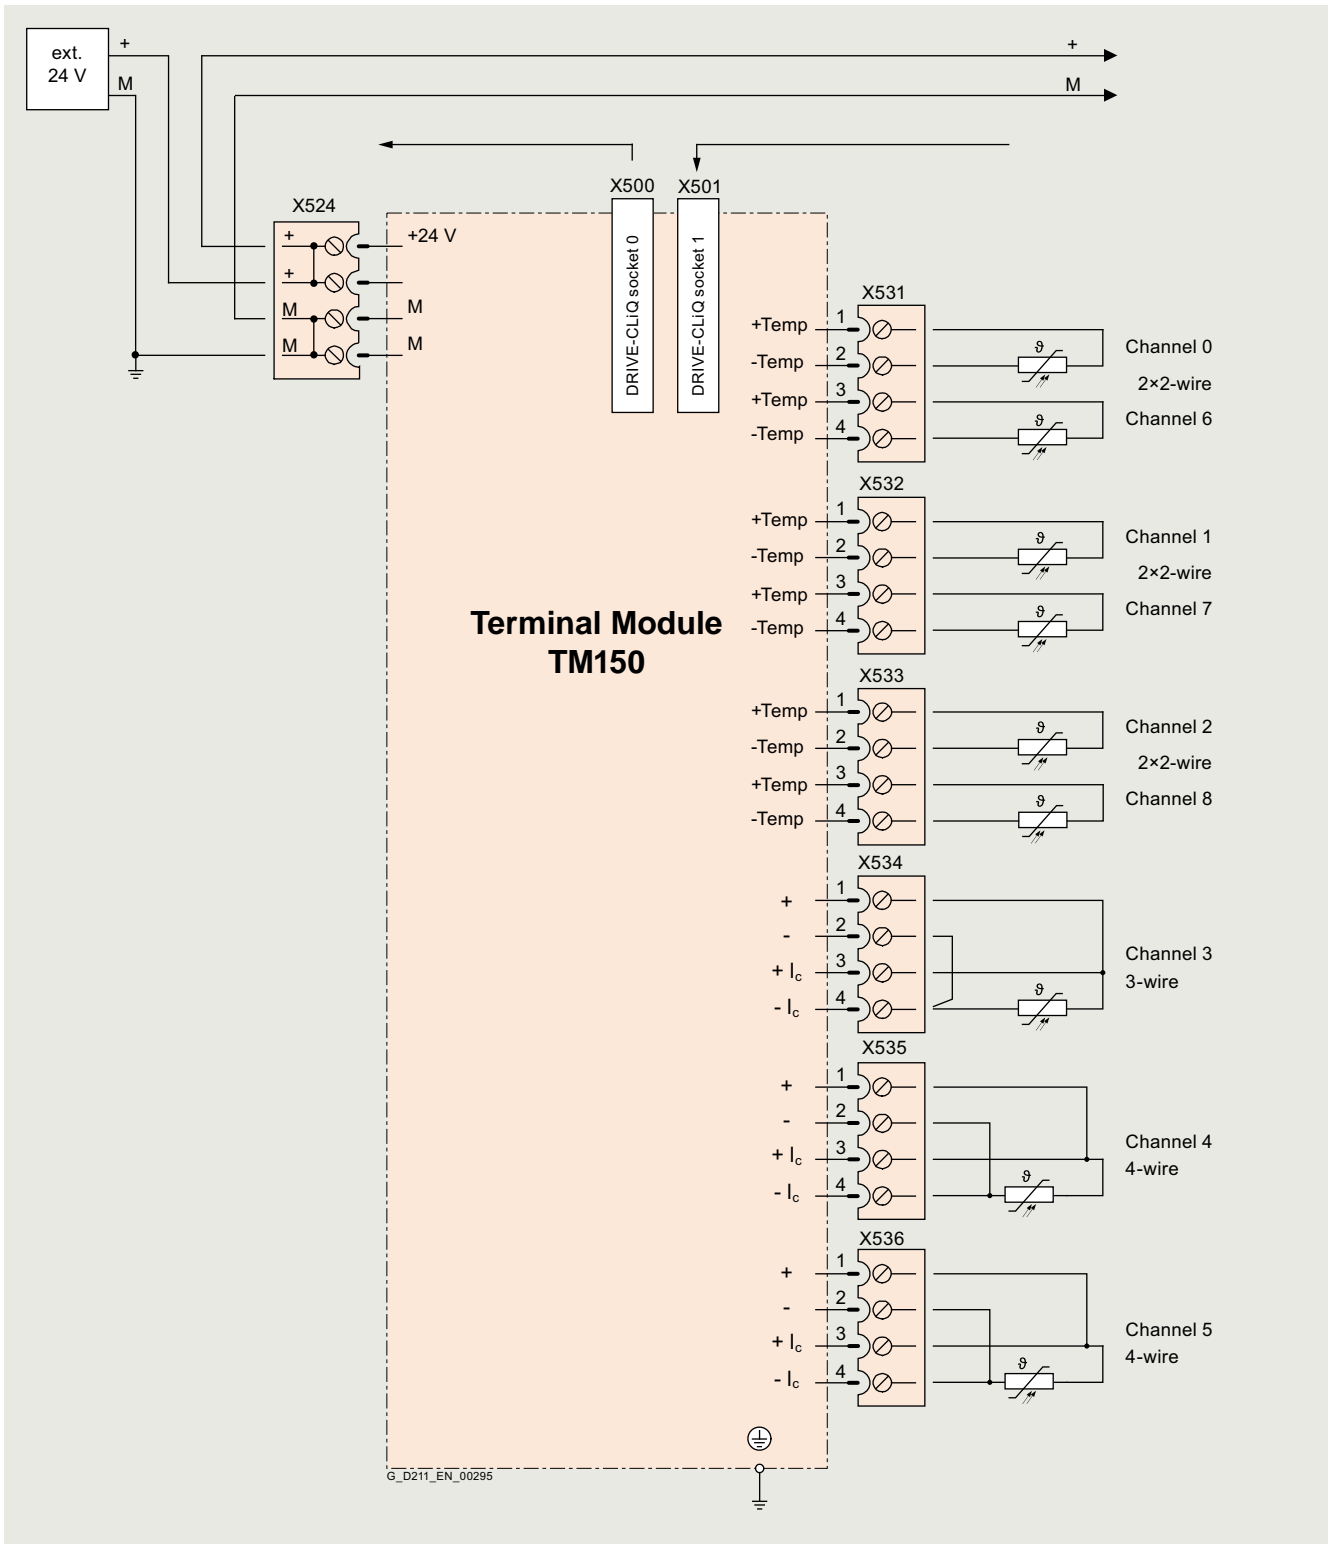 ext.
24 V
+
M
+
M
X500
X501
X524
DRIVE-CLiQ socket 0
DRIVE-CLiQ socket 1
+
+
M
M
+24 V
M
M
Terminal Module
TM150
X531
+Temp 1
-Temp 2
+Temp 3
-Temp 4
ϑ
ϑ
Channel 0
2×2-wire
Channel 6
X532
+Temp 1
-Temp 2
+Temp 3
-Temp 4
ϑ
ϑ
Channel 1
2×2-wire
Channel 7
X533
+Temp 1
-Temp 2
+Temp 3
-Temp 4
ϑ
ϑ
Channel 2
2×2-wire
Channel 8
X534
+ 1
- 2
+ Ic 3
- Ic 4
ϑ
Channel 3
3-wire
X535
+ 1
- 2
+ Ic 3
- Ic 4
ϑ
Channel 4
4-wire
X536
+ 1
- 2
+ Ic 3
- Ic 4
ϑ
Channel 5
4-wire
G_D211_EN_00295